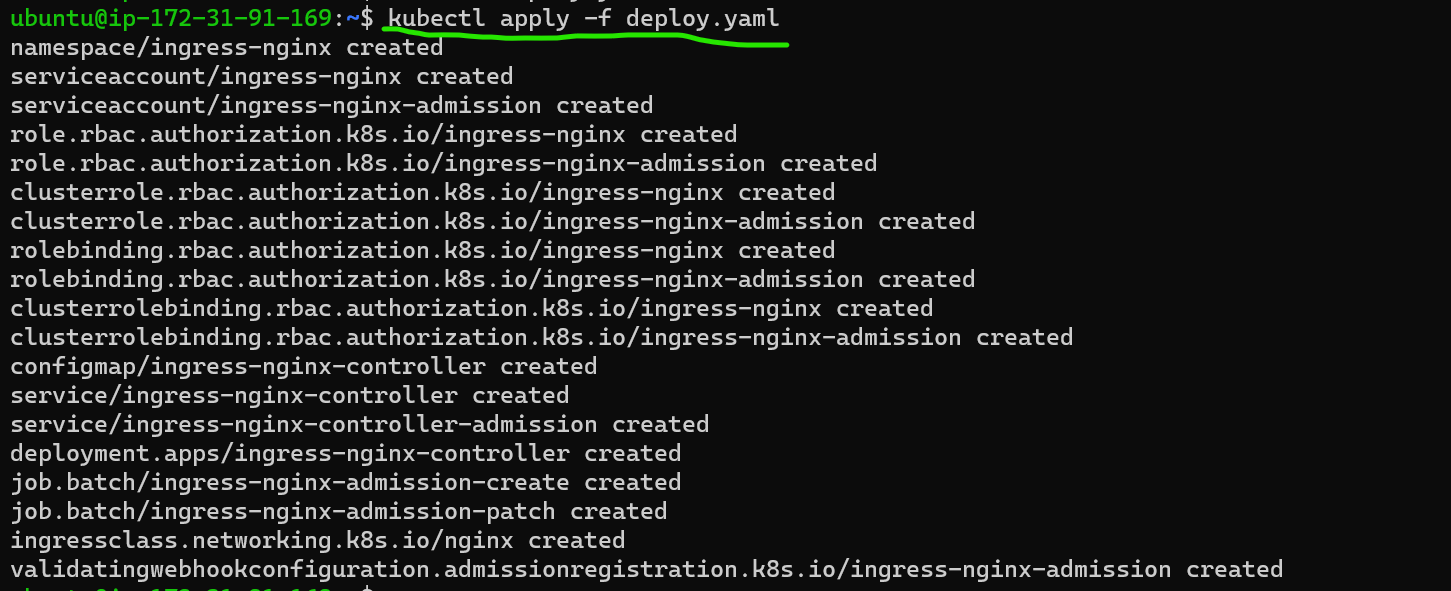 ubuntu@ip-172-31-91-169:~$ kubectl apply -f deploy.yaml
namespace/ingress-nginx created
serviceaccount/ingress-nginx created
serviceaccount/ingress-nginx-admission created
role.rbac.authorization.k8s.io/ingress-nginx created
role.rbac.authorization.k8s.io/ingress-nginx-admission created
clusterrole.rbac.authorization.k8s.io/ingress-nginx created
clusterrole.rbac.authorization.k8s.io/ingress-nginx-admission created
rolebinding.rbac.authorization.k8s.io/ingress-nginx created
rolebinding.rbac.authorization.k8s.io/ingress-nginx-admission created
clusterrolebinding.rbac.authorization.k8s.io/ingress-nginx created
clusterrolebinding.rbac.authorization.k8s.io/ingress-nginx-admission created
configmap/ingress-nginx-controller created
service/ingress-nginx-controller created
service/ingress-nginx-controller-admission created
deployment.apps/ingress-nginx-controller created
job.batch/ingress-nginx-admission-create created
job.batch/ingress-nginx-admission-patch created
ingressclass.networking.k8s.io/nginx created
validatingwebhookconfiguration.admissionregistration.k8s.io/ingress-nginx-admission created